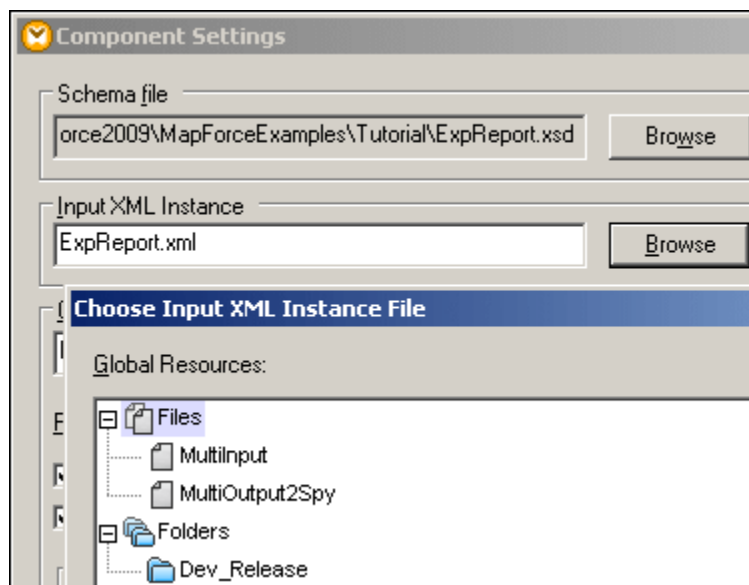 Component Settings
Schema file
orce2009\MapForceExamples\Tutorial\ExpReport.xsd
Browse
Input XML Instance
ExpReport.xml
Browse
Choose Input XML Instance File
Global Resources:
Files
MultiInput
MultiOutput2Spy
Folders
Dev_Release